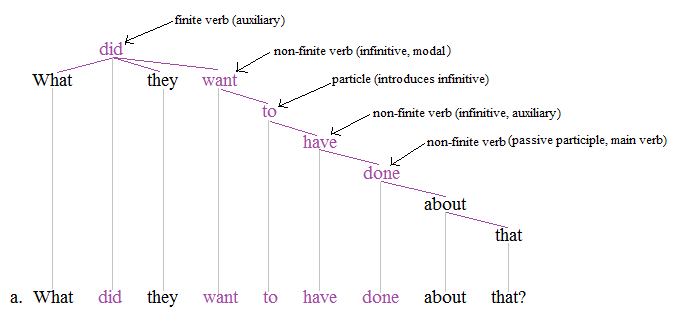 finite verb (auxiliary)
did
non-finite verb (infinitive, modal)
What they want
particle (introduces infinitive)
to
non-finite verb (infinitive, auxiliary)
have
non-finite verb (passive participle, main verb)
done
about
that
a. What did they want to have done about that?